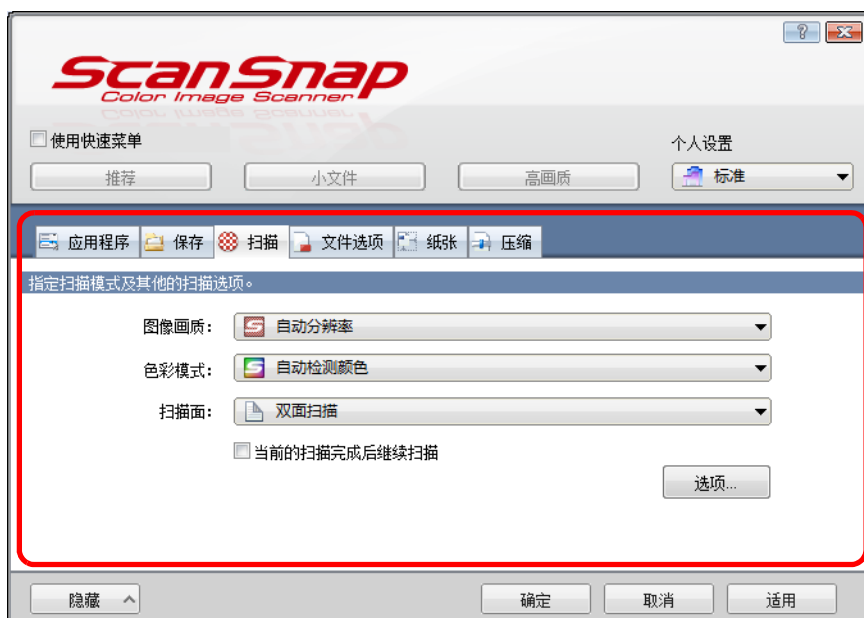 ScanSnap
Color Image Scanner
使用快速菜单
个人设置
推荐 小文件 高画质 标准
应用程序 保存 扫描 文件选项 纸张 压缩
指定扫描模式及其他的扫描选项。
图像画质： 自动分辨率
色彩模式： 自动检测颜色
扫描面： 双面扫描
当前的扫描完成后继续扫描
选项...
隐藏 确定 取消 适用